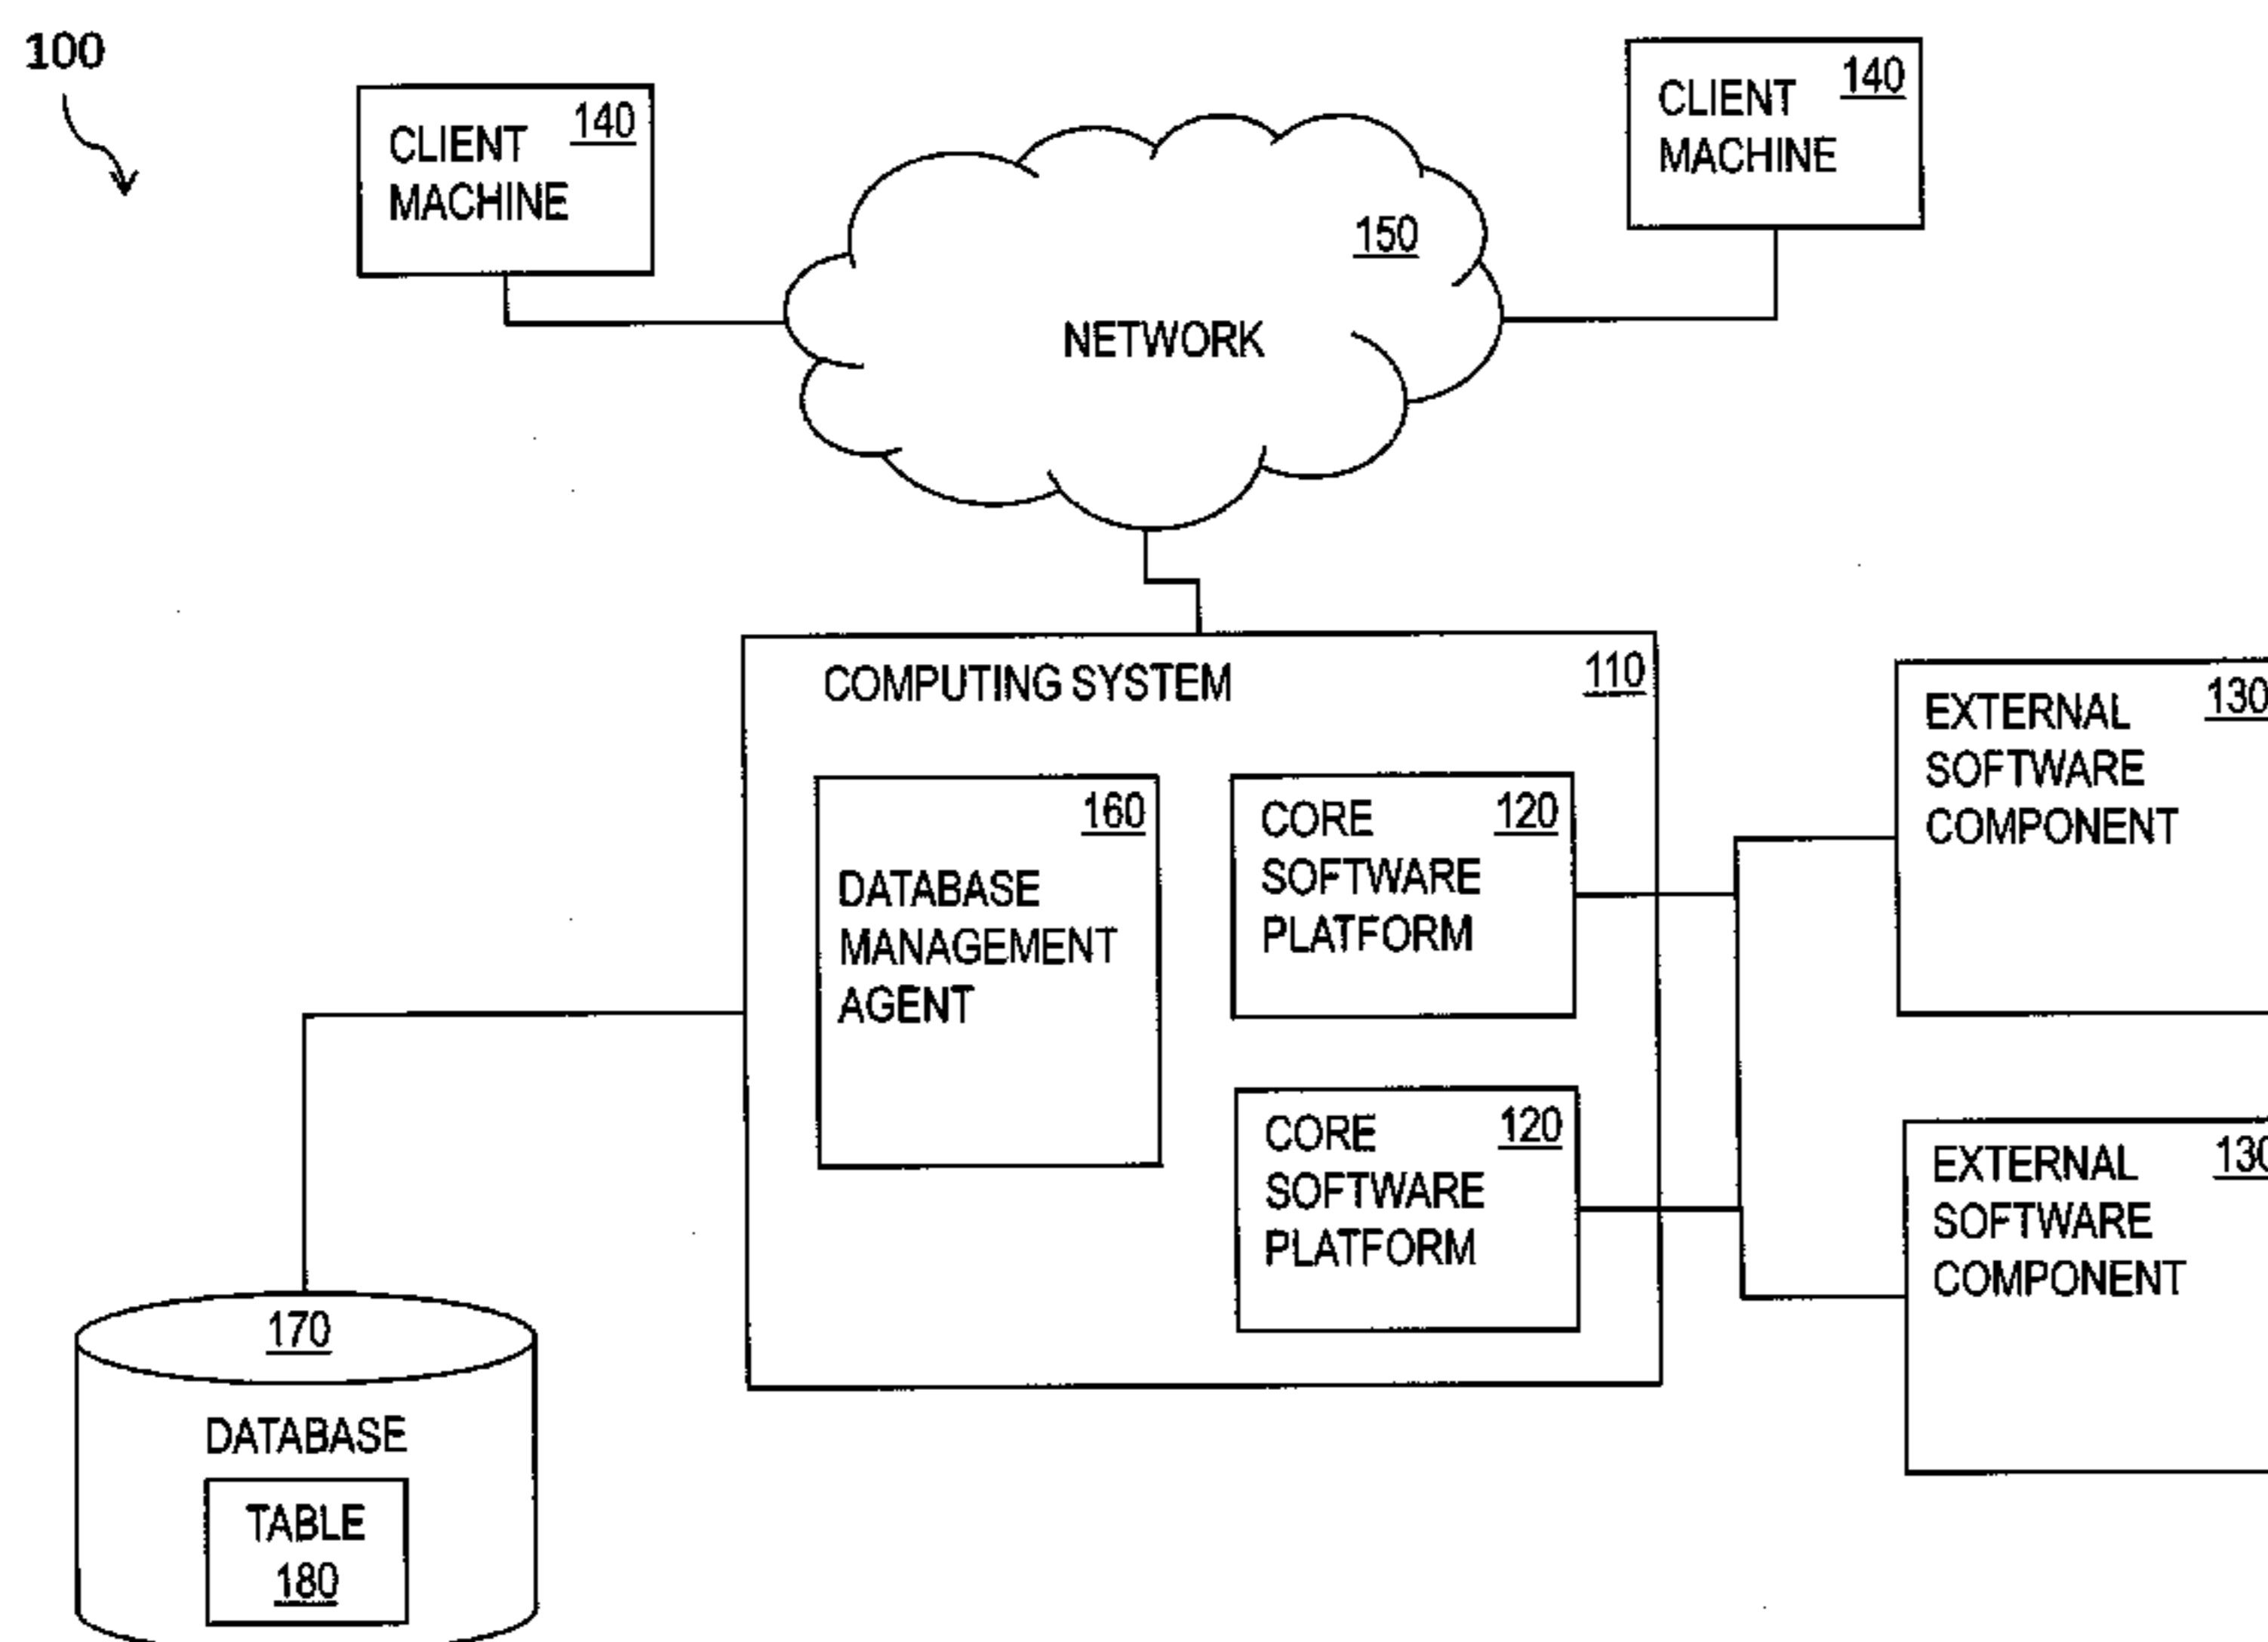 100
CLIENT 140
MACHINE
CLIENT 140
MACHINE
150
NETWORK
COMPUTING SYSTEM 110
160
DATABASE
MANAGEMENT
AGENT
CORE 120
SOFTWARE
PLATFORM
CORE 120
SOFTWARE
PLATFORM
EXTERNAL 130
SOFTWARE
COMPONENT
EXTERNAL 130
SOFTWARE
COMPONENT
170
DATABASE
TABLE
180